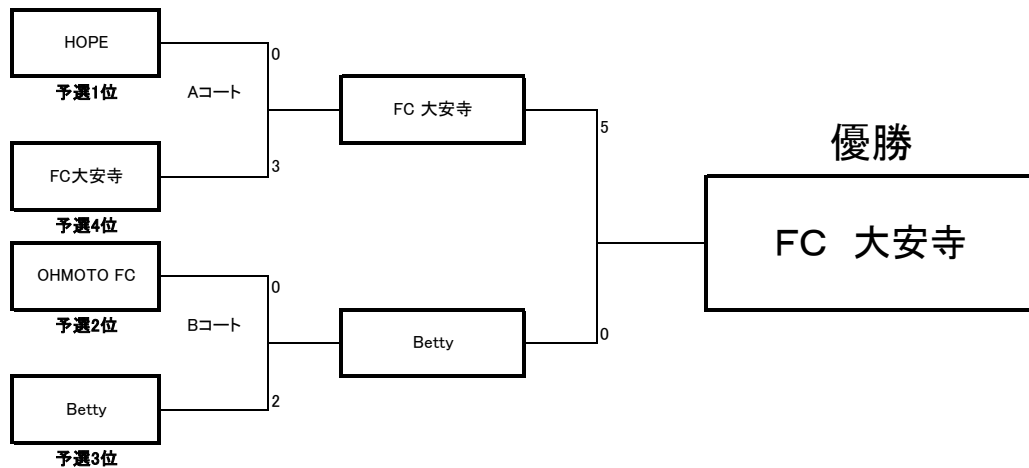 HOPE
0
予選1位
Aコート
FC 大安寺
5
優勝
FC大安寺
3
予選4位
FC 大安寺
OHMOTO FC
0
予選2位
Bコート
Betty
0
Betty
2
予選3位